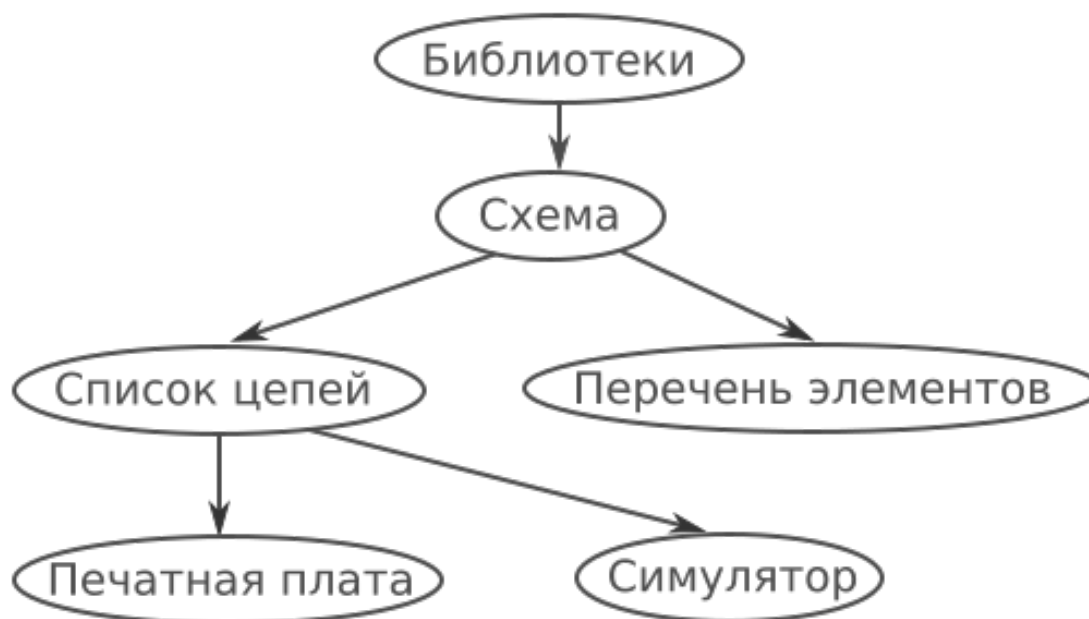 Библиотеки
Схема
Список цепей
Перечень элементов
Печатная плата
Симулятор